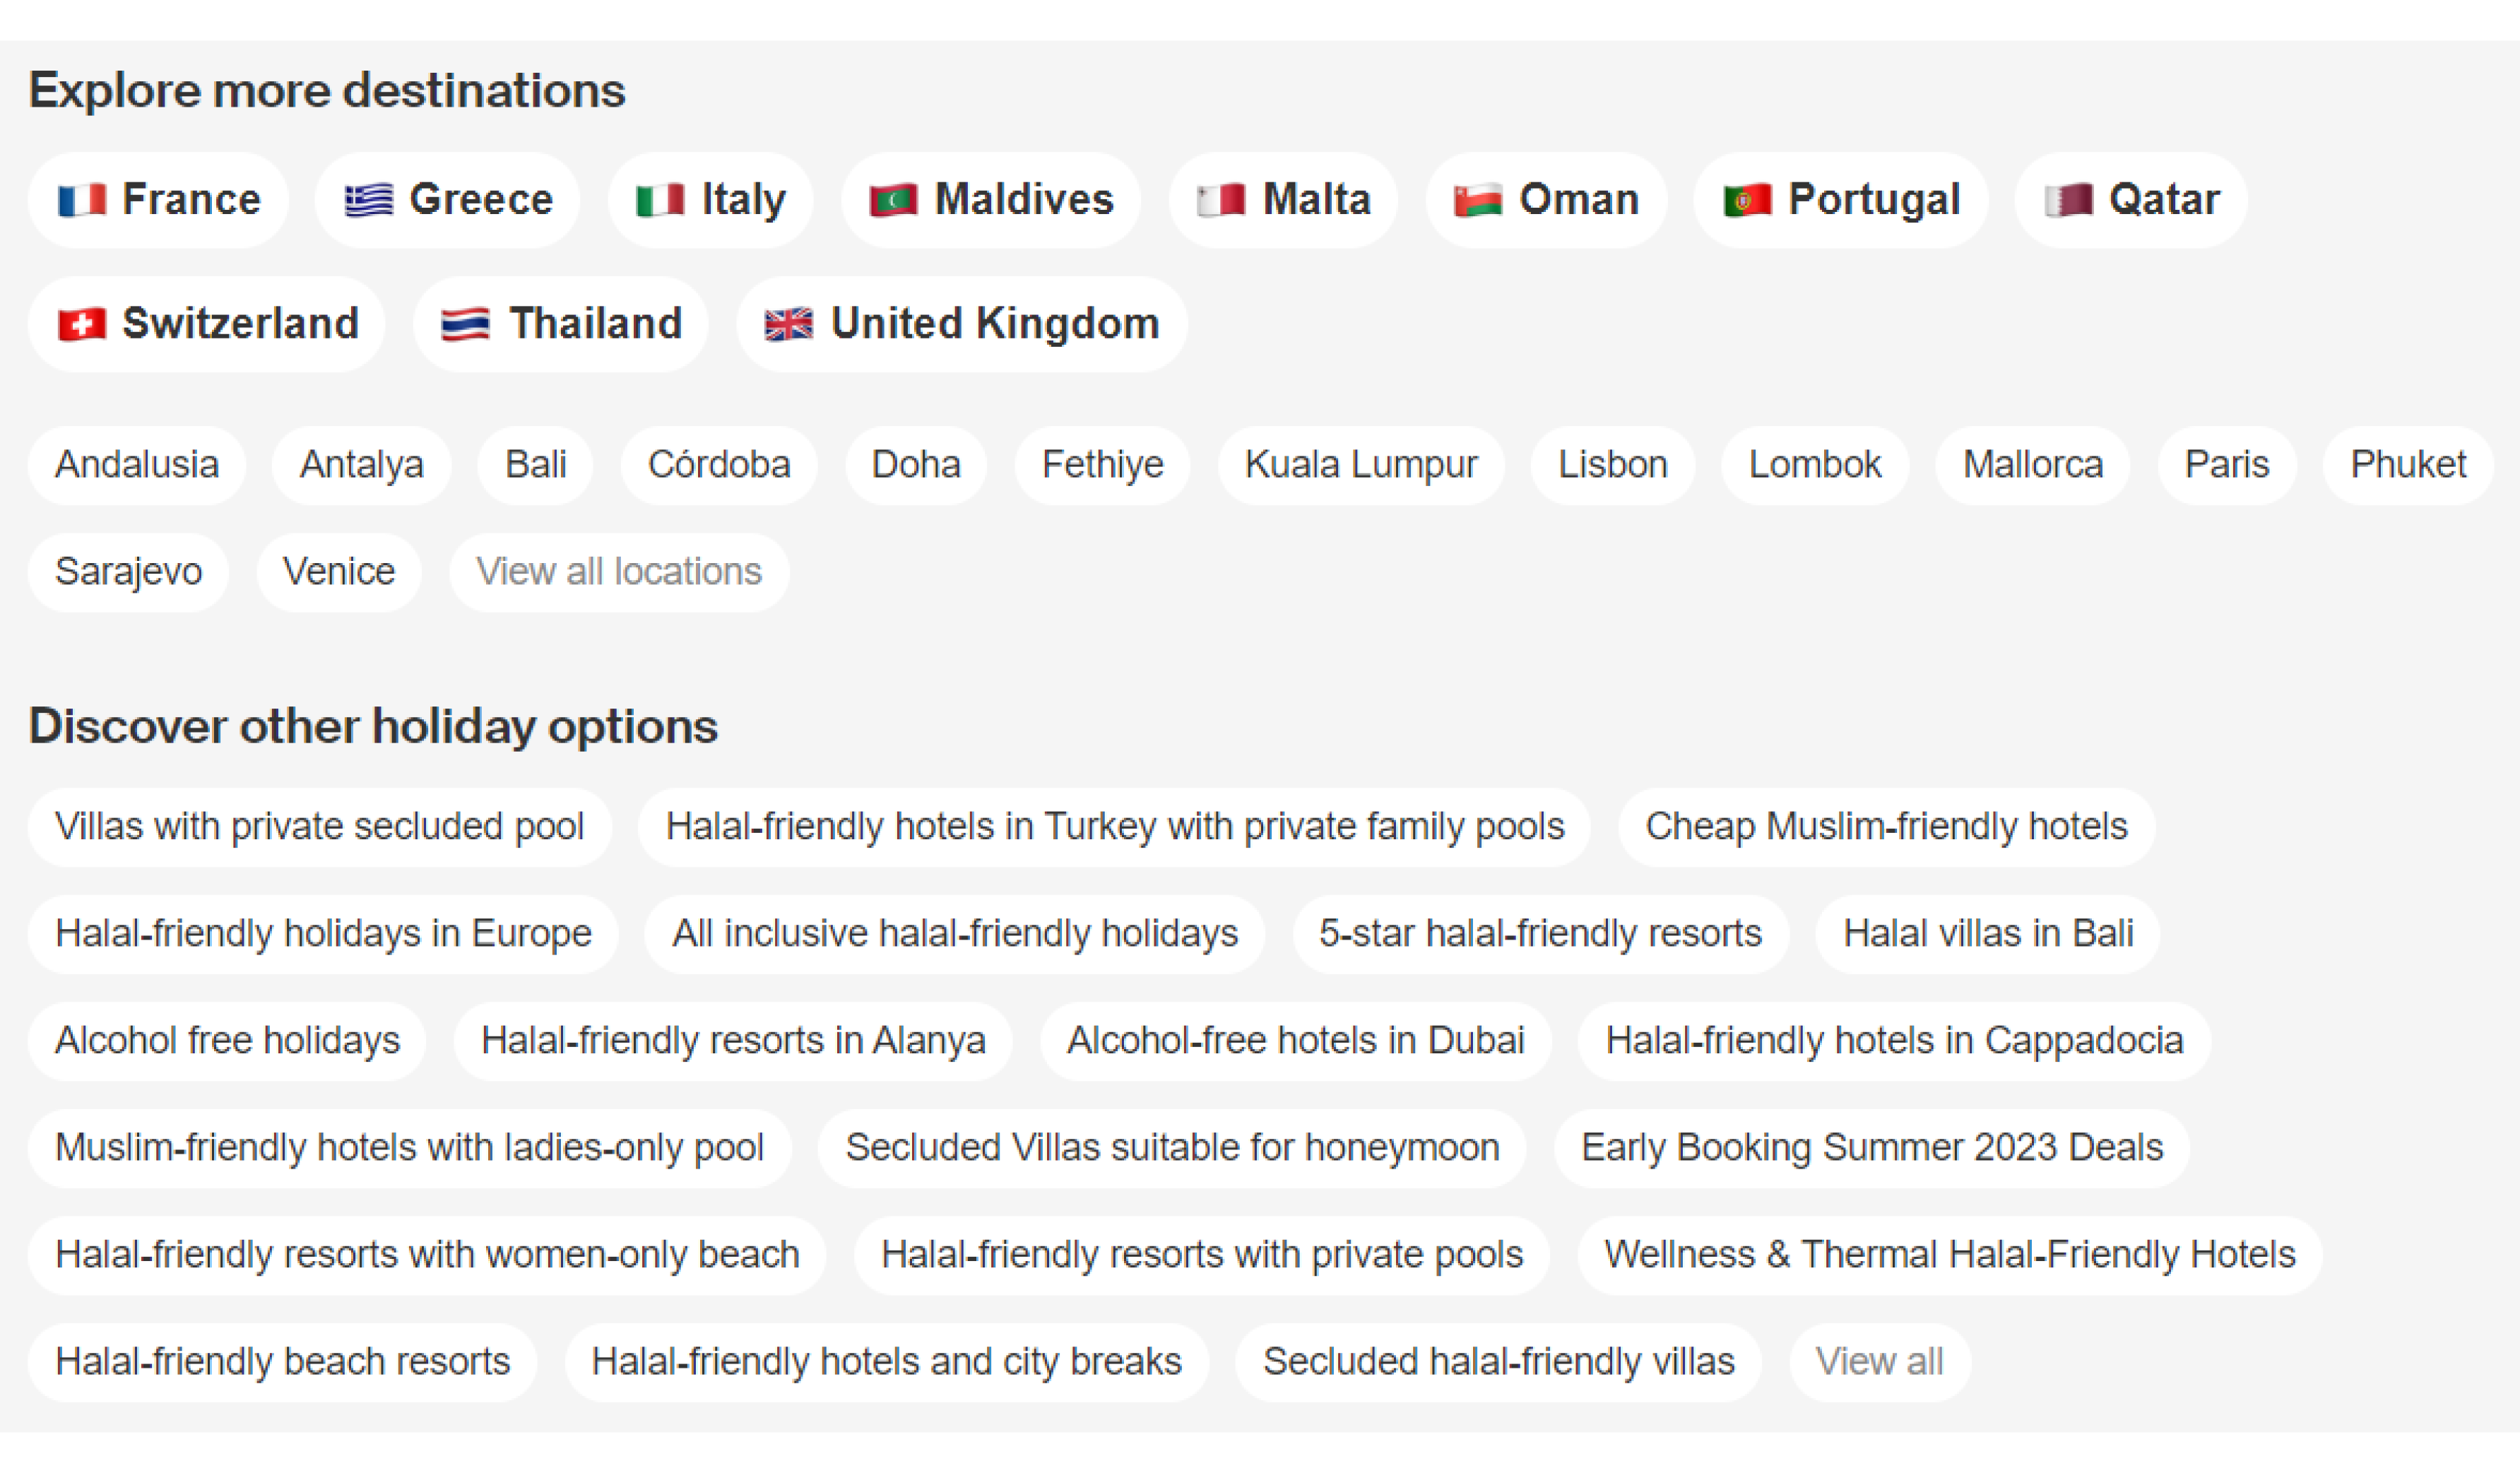 Explore more destinations
France Greece Italy Maldives Malta Oman Portugal Qatar
Switzerland Thailand United Kingdom
Andalusia Antalya Bali Córdoba Doha Fethiye Kuala Lumpur Lisbon Lombok Mallorca Paris Phuket
Sarajevo Venice View all locations
Discover other holiday options
Villas with private secluded pool Halal-friendly hotels in Turkey with private family pools Cheap Muslim-friendly hotels
Halal-friendly holidays in Europe All inclusive halal-friendly holidays 5-star halal-friendly resorts Halal villas in Bali
Alcohol free holidays Halal-friendly resorts in Alanya Alcohol-free hotels in Dubai Halal-friendly hotels in Cappadocia
Muslim-friendly hotels with ladies-only pool Secluded Villas suitable for honeymoon Early Booking Summer 2023 Deals
Halal-friendly resorts with women-only beach Halal-friendly resorts with private pools Wellness & Thermal Halal-Friendly Hotels
Halal-friendly beach resorts Halal-friendly hotels and city breaks Secluded halal-friendly villas View all